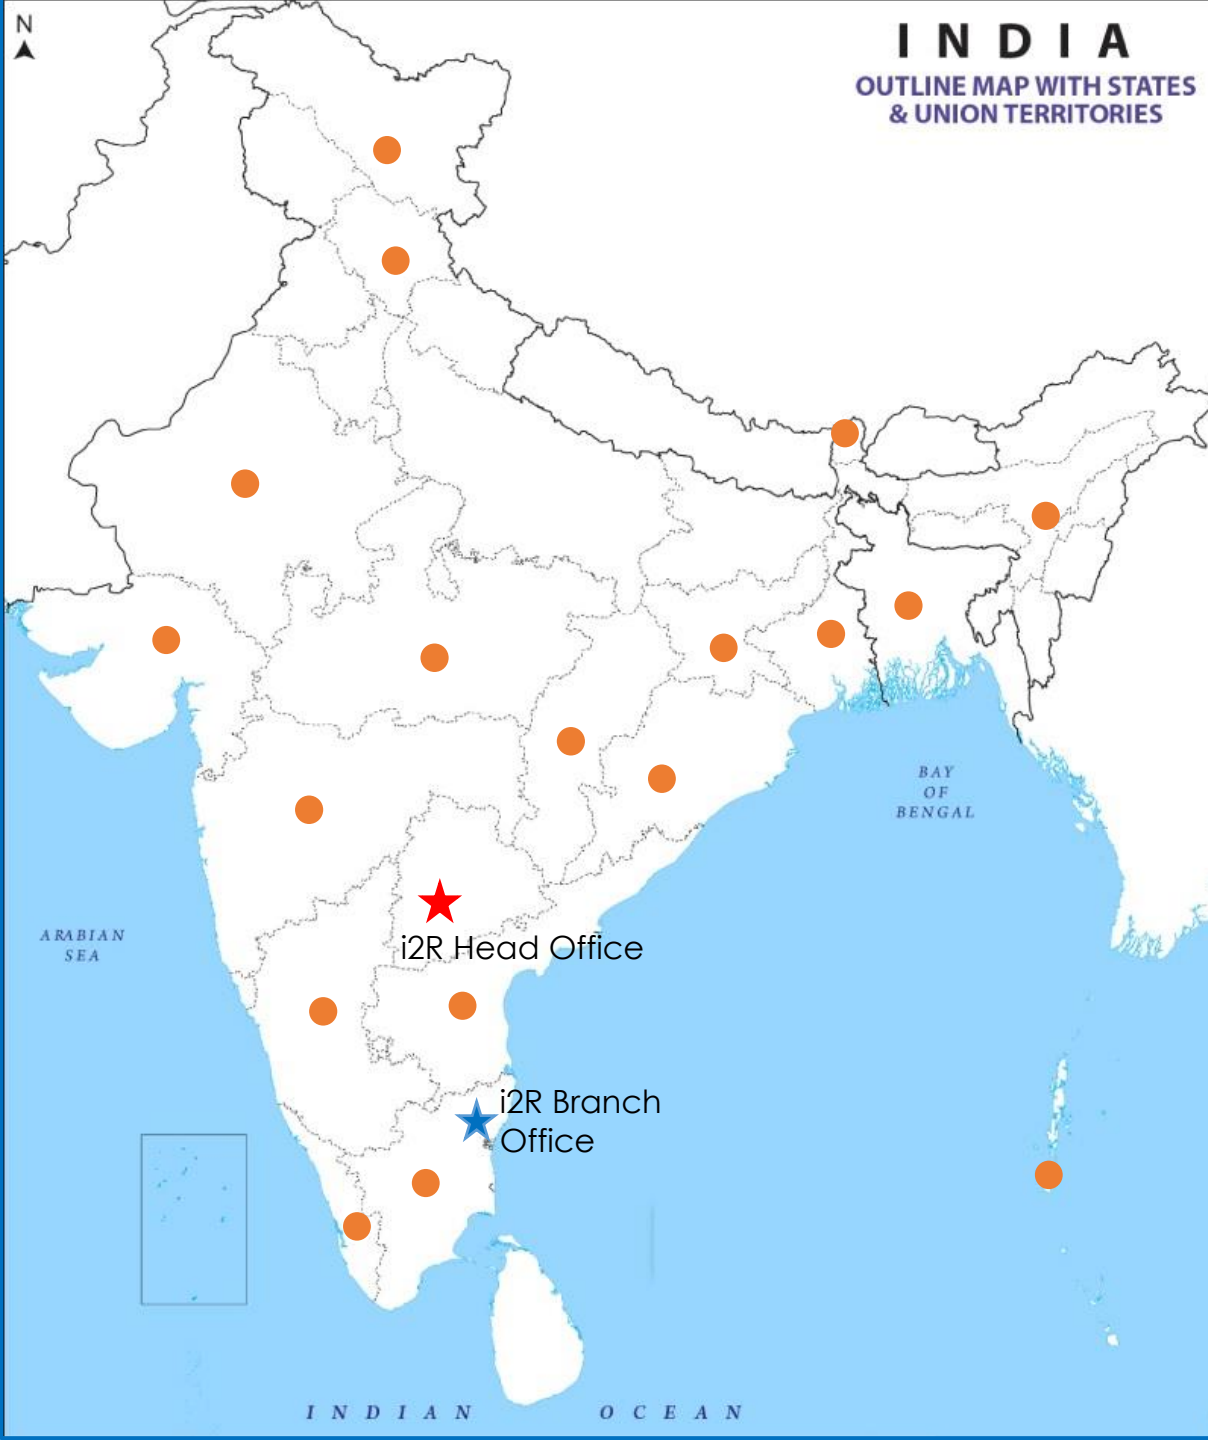 N
I N D I A
OUTLINE MAP WITH STATES
& UNION TERRITORIES
BAY
OF
BENGAL
ARABIAN
SEA
i2R Head Office
i2R Branch
Office
I N D I A N   O C E A N